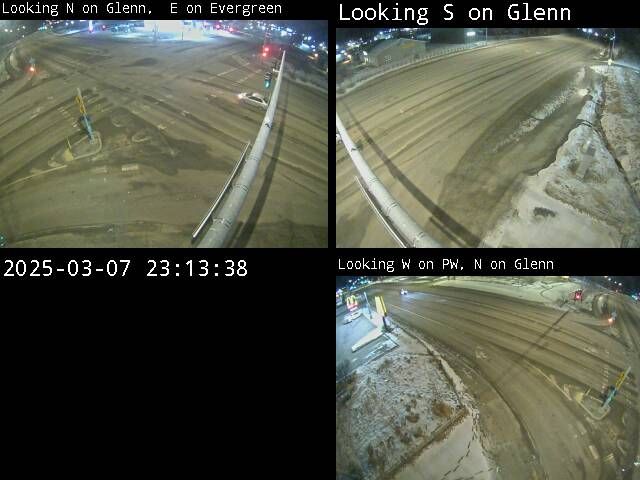 Looking N on Glenn,  E on Evergreen
Looking S on Glenn
2025-03-07 23:13:38
Looking W on PW, N on Glenn